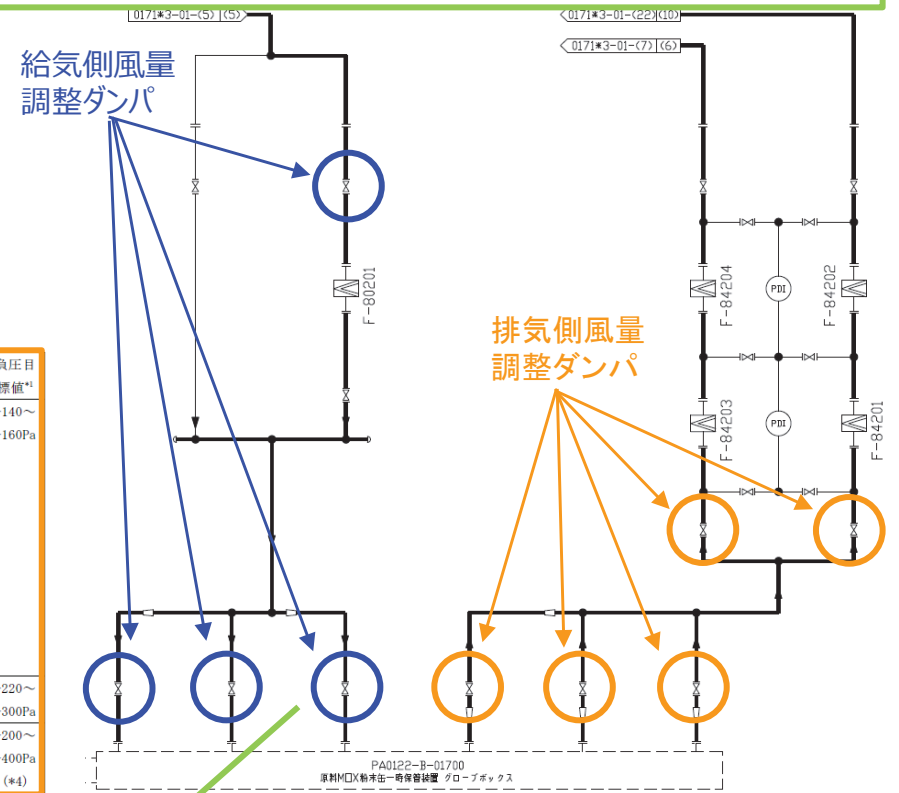 0171*3-01-(5) (5)
0171*3-01-(22) (10)
0171*3-01-(7) (6)
給気側風量
調整ダンパ
F-80201
F-84204
PDI
F-84202
排気側風量
調整ダンパ
F-84203
PDI
F-84201
負圧目
標値*1
-140～
-160Pa
-220～
-300Pa
-200～
-400Pa
(*4)
PA0122-B-01700
原料MOX粉末缶一時保管装置 グローブボックス